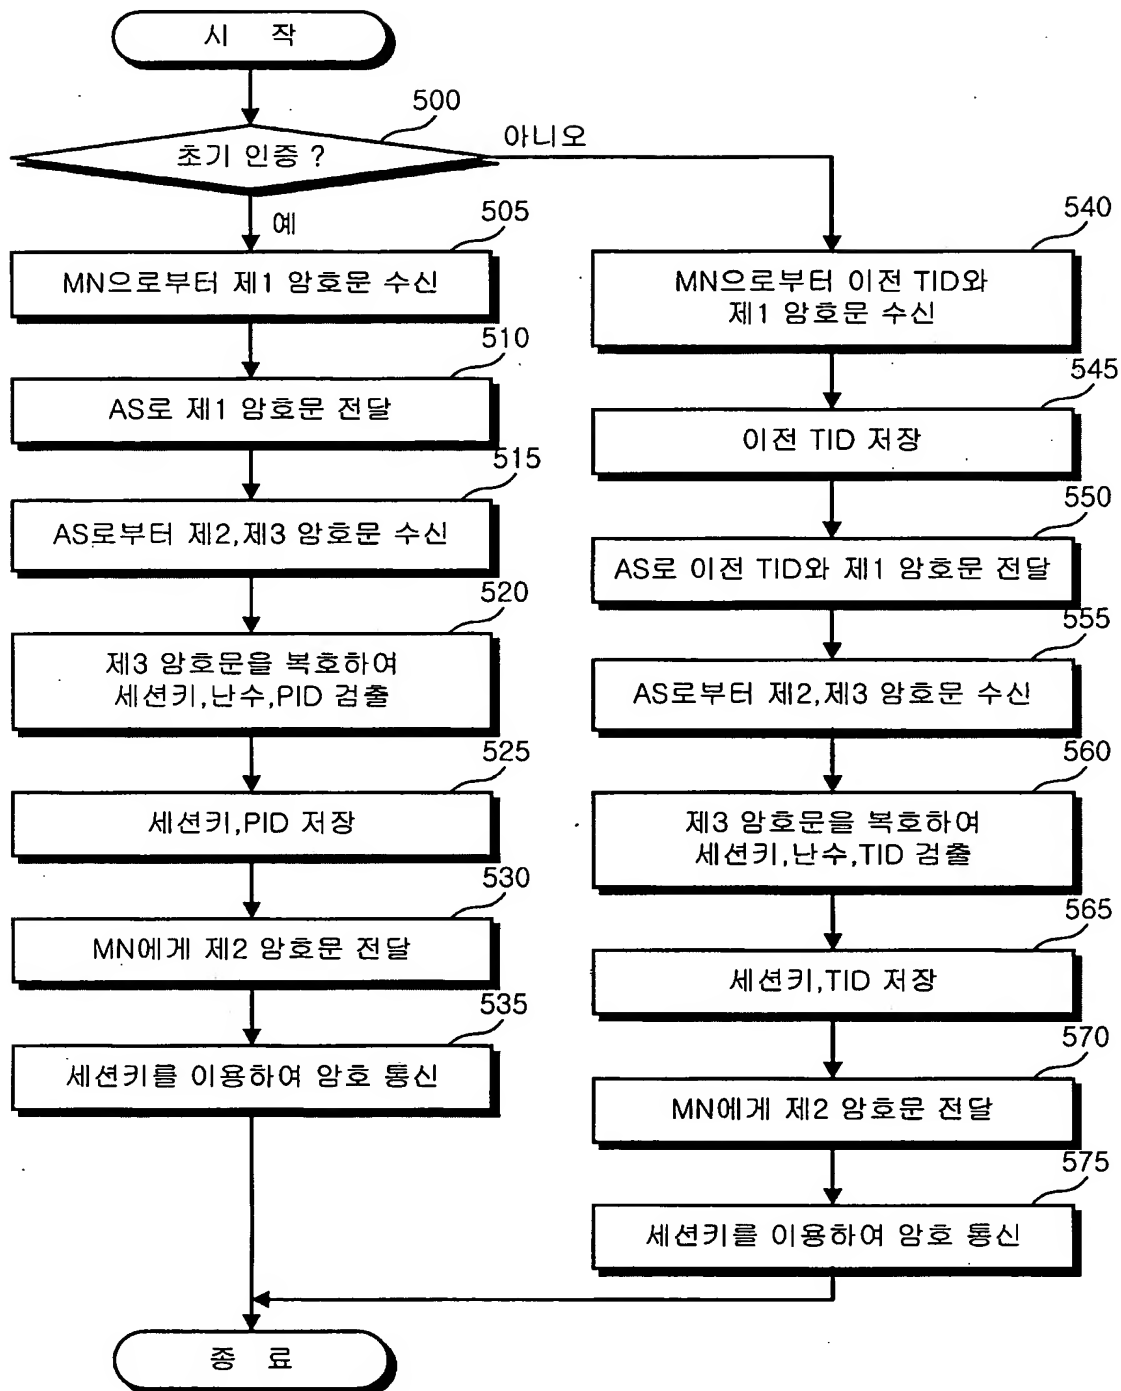 시 작
500
초기 인증 ?
아니오
예
505
MN으로부터 제1 암호문 수신
510
AS로 제1 암호문 전달
515
AS로부터 제2,제3 암호문 수신
520
제3 암호문을 복호하여
세션키,난수,PID 검출
525
세션키,PID 저장
530
MN에게 제2 암호문 전달
535
세션키를 이용하여 암호 통신
540
MN으로부터 이전 TID와
제1 암호문 수신
545
이전 TID 저장
550
AS로 이전 TID와 제1 암호문 전달
555
AS로부터 제2,제3 암호문 수신
560
제3 암호문을 복호하여
세션키,난수,TID 검출
565
세션키,TID 저장
570
MN에게 제2 암호문 전달
575
세션키를 이용하여 암호 통신
종 료